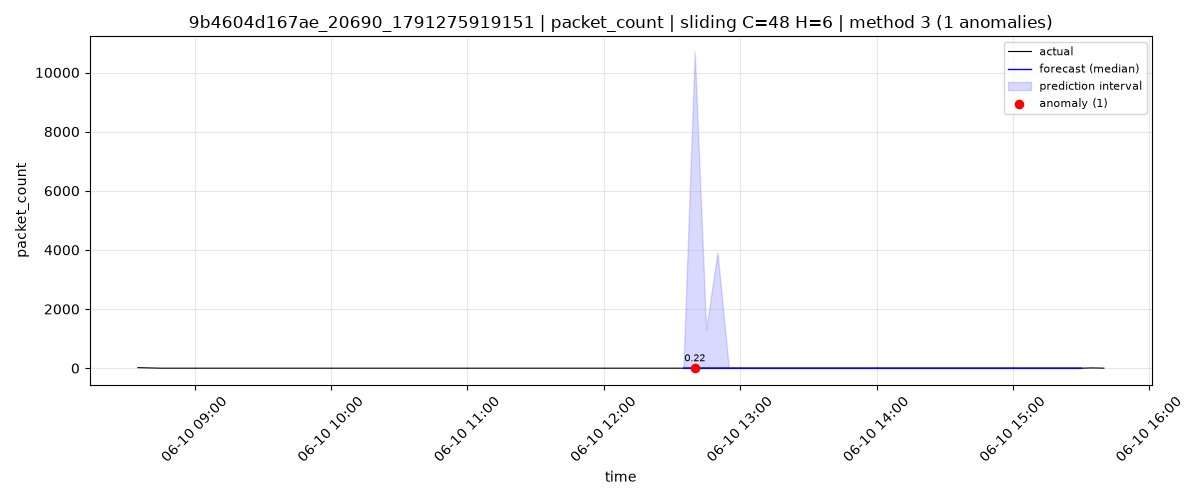 9b4604d167ae_20690_1791275919151 | packet_count | sliding C=48 H=6 | method 3 (1 anomalies)
packet_count
10000
8000
6000
4000
2000
0
actual
forecast (median)
prediction interval
anomaly (1)
0.22
06-10 09:00
06-10 10:00
06-10 11:00
06-10 12:00
06-10 13:00
06-10 14:00
06-10 15:00
06-10 16:00
time